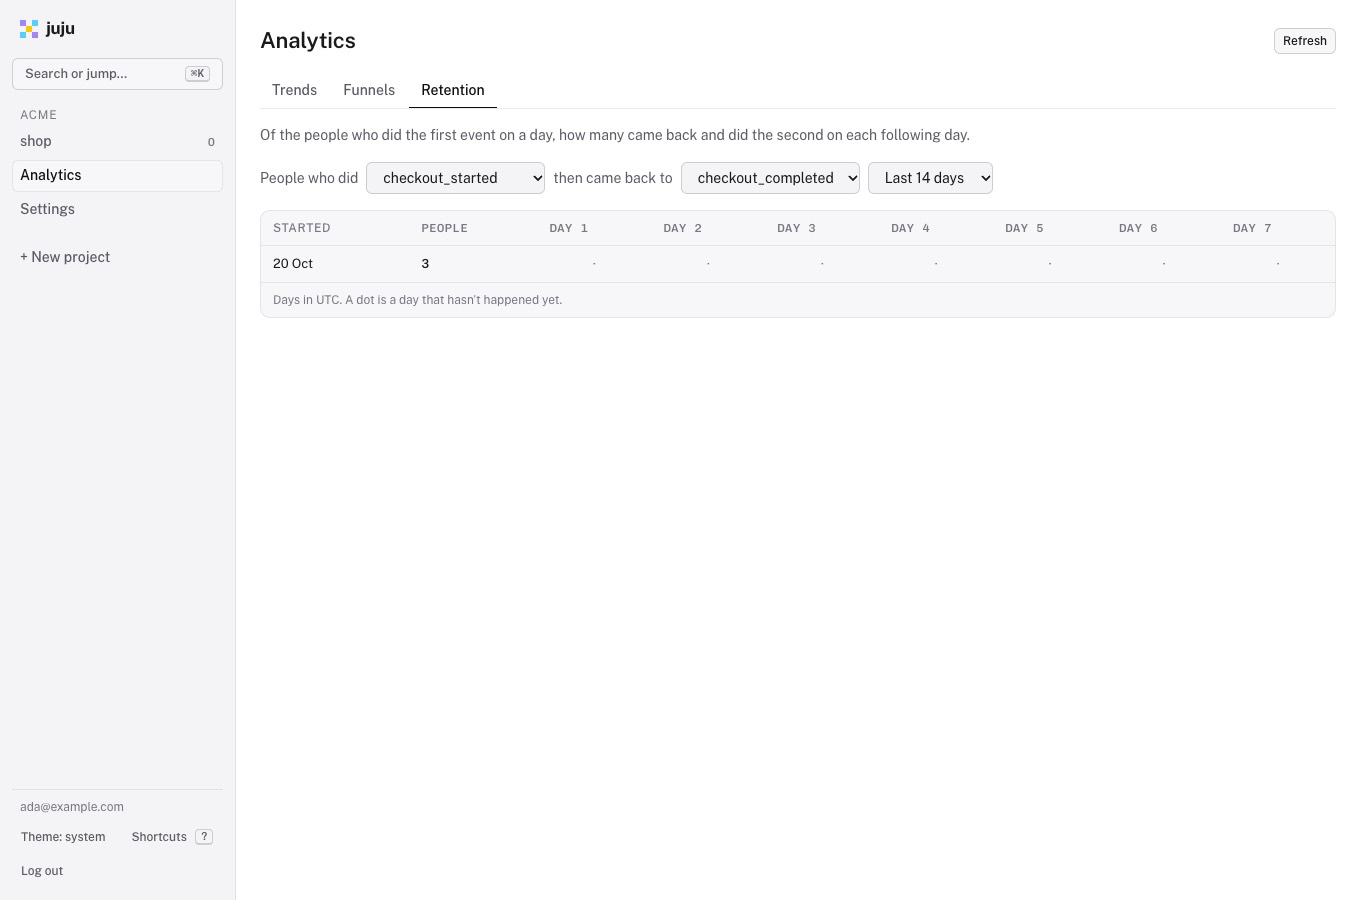 juju
Search or jump... ⌘K
ACME
shop 0
Analytics
Settings
+ New project
ada@example.com
Theme: system Shortcuts ?
Log out
Analytics
Refresh
Trends Funnels Retention
Of the people who did the first event on a day, how many came back and did the second on each following day.
People who did checkout_started then came back to checkout_completed Last 14 days
STARTED PEOPLE DAY 1 DAY 2 DAY 3 DAY 4 DAY 5 DAY 6 DAY 7
20 Oct 3 · · · · · · ·
Days in UTC. A dot is a day that hasn't happened yet.